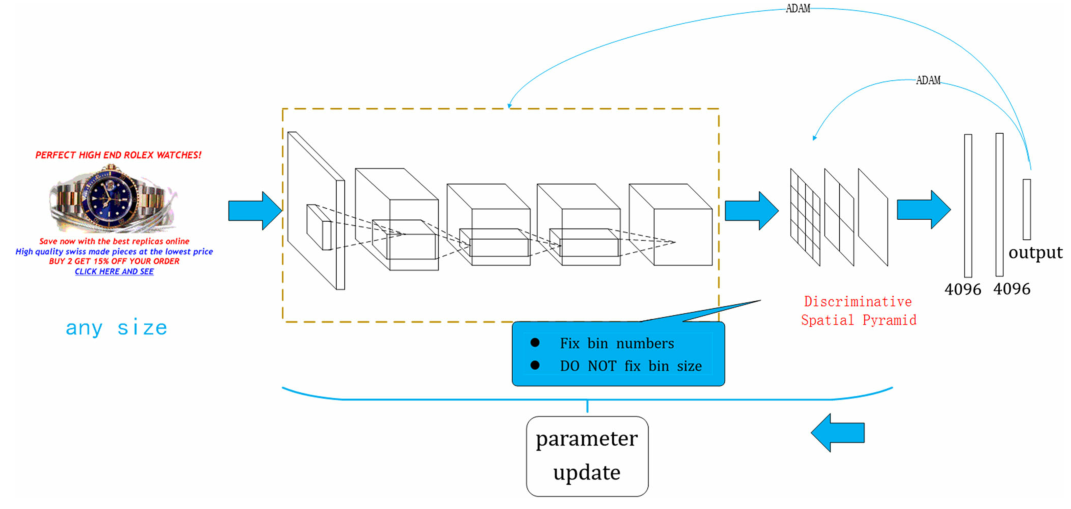 ADAM
ADAM
PERFECT HIGH END ROLEX WATCHES!
Save now with the best replicas online
High quality swiss made pieces at the lowest price
BUY 2 GET 15% OFF YOUR ORDER
CLICK HERE AND SEE
any size
output
4096 4096
Discriminative
Spatial Pyramid
● Fix bin numbers
● DO NOT fix bin size
parameter
update